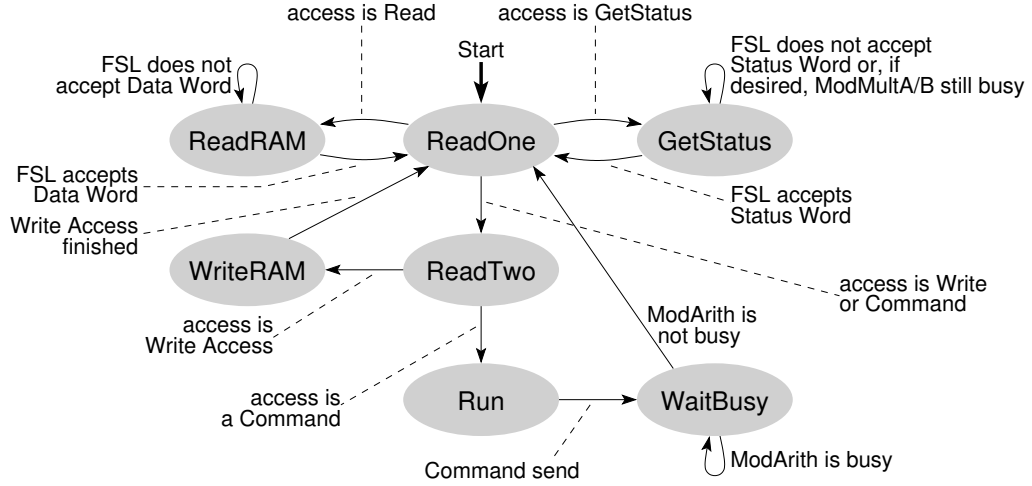 access is Read
access is GetStatus
Start
FSL does not
accept Data Word
FSL does not accept
Status Word or, if
desired, ModMultA/B still busy
ReadRAM
ReadOne
GetStatus
FSL accepts
Data Word
FSL accepts
Status Word
Write Access
finished
WriteRAM
ReadTwo
access is Write
or Command
access is
Write Access
ModArith is
not busy
access is
a Command
Run
WaitBusy
Command send
ModArith is busy